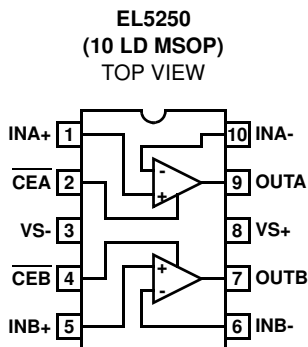 EL5250
(10 LD MSOP)
TOP VIEW
INA+ 1 10 INA-
CEA 2 - + 9 OUTA
VS- 3 8 VS+
CEB 4 + - 7 OUTB
INB+ 5 6 INB-